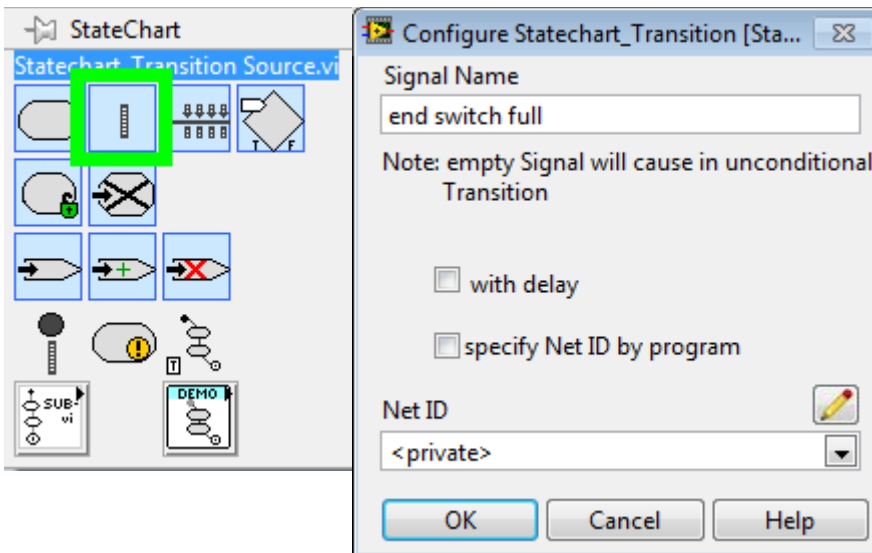 StateChart
Statechart_Transition Source.vi
T F
T
SUB-
vi
DEMO
Configure Statechart_Transition [Sta...
Signal Name
end switch full
Note: empty Signal will cause in unconditional
Transition
with delay
specify Net ID by program
Net ID
<private>
OK Cancel Help